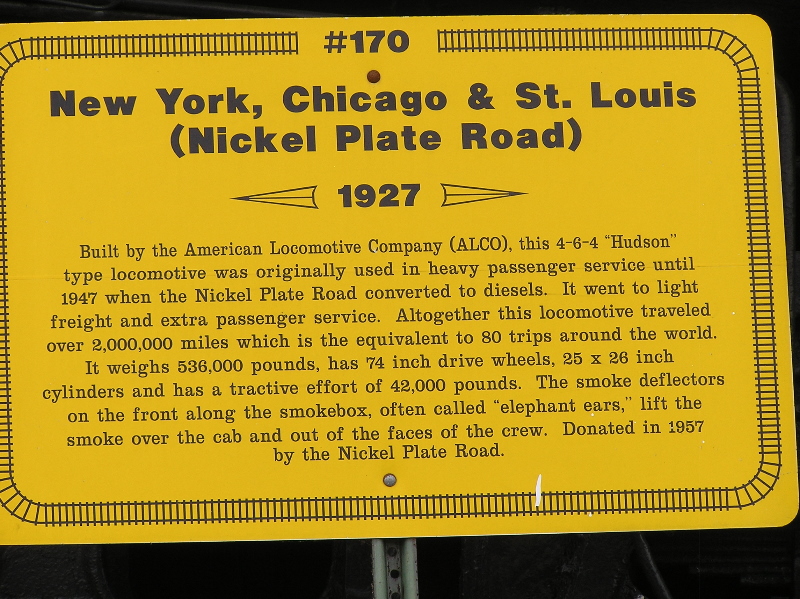 #170
New York, Chicago & St. Louis
(Nickel Plate Road)
1927
Built by the American Locomotive Company (ALCO), this 4-6-4 “Hudson”
type locomotive was originally used in heavy passenger service until
1947 when the Nickel Plate Road converted to diesels. It went to light
freight and extra passenger service. Altogether this locomotive traveled
over 2,000,000 miles which is the equivalent to 80 trips around the world.
It weighs 536,000 pounds, has 74 inch drive wheels, 25 x 26 inch
cylinders and has a tractive effort of 42,000 pounds. The smoke deflectors
on the front along the smokebox, often called “elephant ears,” lift the
smoke over the cab and out of the faces of the crew. Donated in 1957
by the Nickel Plate Road.